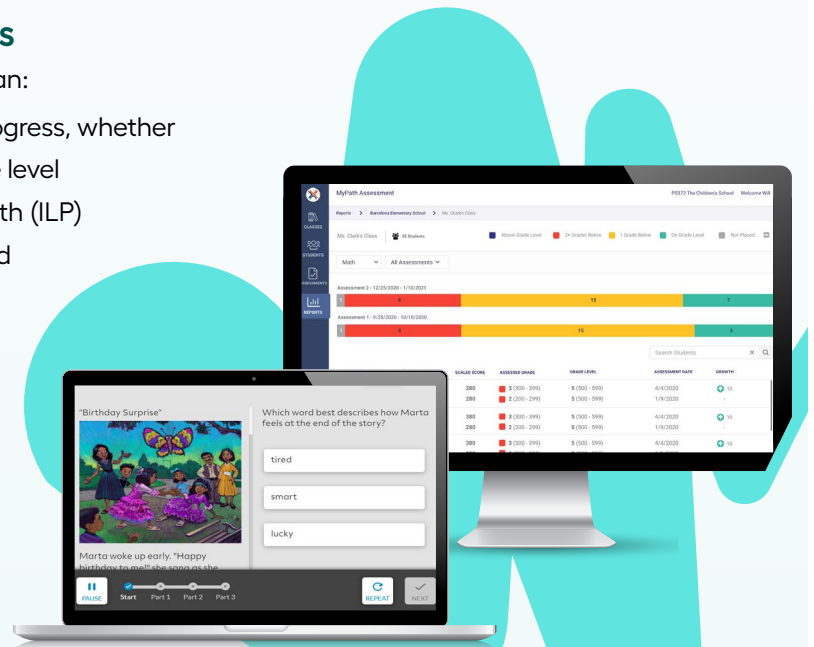 s
an:
ogress, whether
e level
th (ILP)
d
MyPath Assessment
PS372 The Children's School Welcome Will
Reports > Barcelona Elementary School > Ms. Clark's Class
CLASSES
STUDENTS
ASSIGNMENTS
REPORTS
Ms. Clark's Class 25 Students
Above Grade Level 2+ Grades Below 1 Grade Below On Grade Level Not Placed
Math All Assessments
Assessment 2 - 12/25/2020 - 1/10/2021
1
Assessment 1 - 9/25/2020 - 10/10/2020
1 15
Search Students
SCALED SCORE ASSESSED GRADE GRADE LEVEL ASSESSMENT DATE GROWTH
380 3 (300 - 399) 5 (500 - 599) 4/4/2020 10
280 2 (200 - 299) 5 (500 - 599) 1/9/2020 -
380 3 (300 - 399) 5 (500 - 599) 4/4/2020 10
280 2 (200 - 299) 5 (500 - 599) 1/9/2020 -
380 3 (300 - 399) 5 (500 - 599) 4/4/2020 10
"Birthday Surprise"
Marta woke up early. "Happy
birthday to me!" she sang as she
Which word best describes how Marta
feels at the end of the story?
tired
smart
lucky
PAUSE
Start Part 1 Part 2 Part 3
REPEAT
NEXT